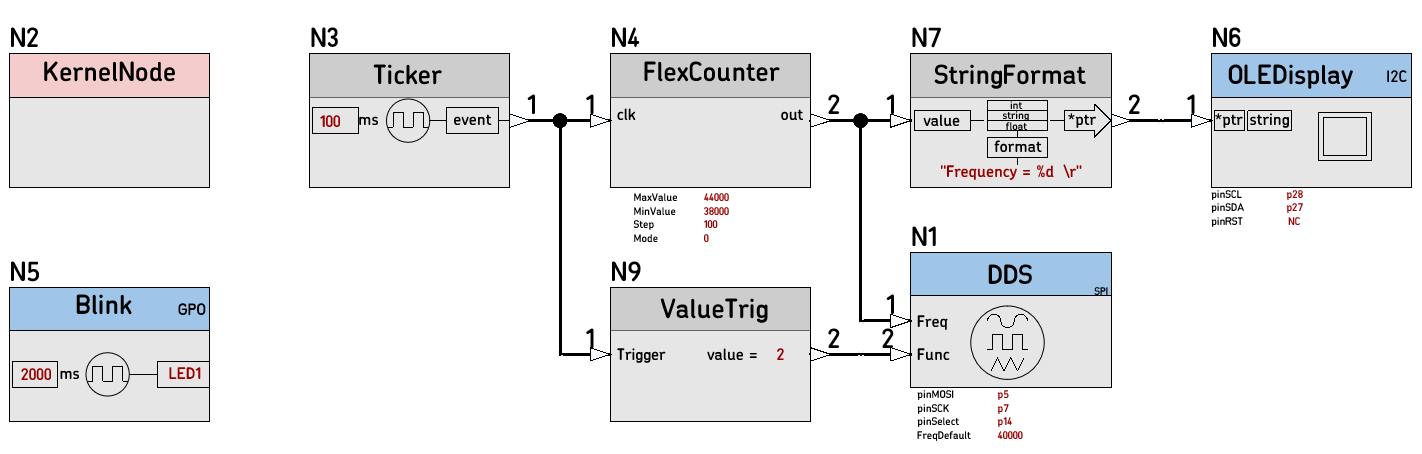 N2
KernelNode
N3
Ticker
100 ms event
1
N4
1
FlexCounter
clk out
2
MaxValue 44000
MinValue 38000
Step 100
Mode 0
N7
1
StringFormat
value int string float *ptr
format
"Frequency = %d \r"
2
N6
1
OLEDisplay I2C
*ptr string
pinSCL p28
pinSDA p27
pinRST NC
N5
Blink GPO
2000 ms LED1
N9
1
ValueTrig
Trigger value = 2
2
N1
DDS
SPI
1 Freq
2 Func
pinMOSI p5
pinSCK p7
pinSelect p14
FreqDefault 40000